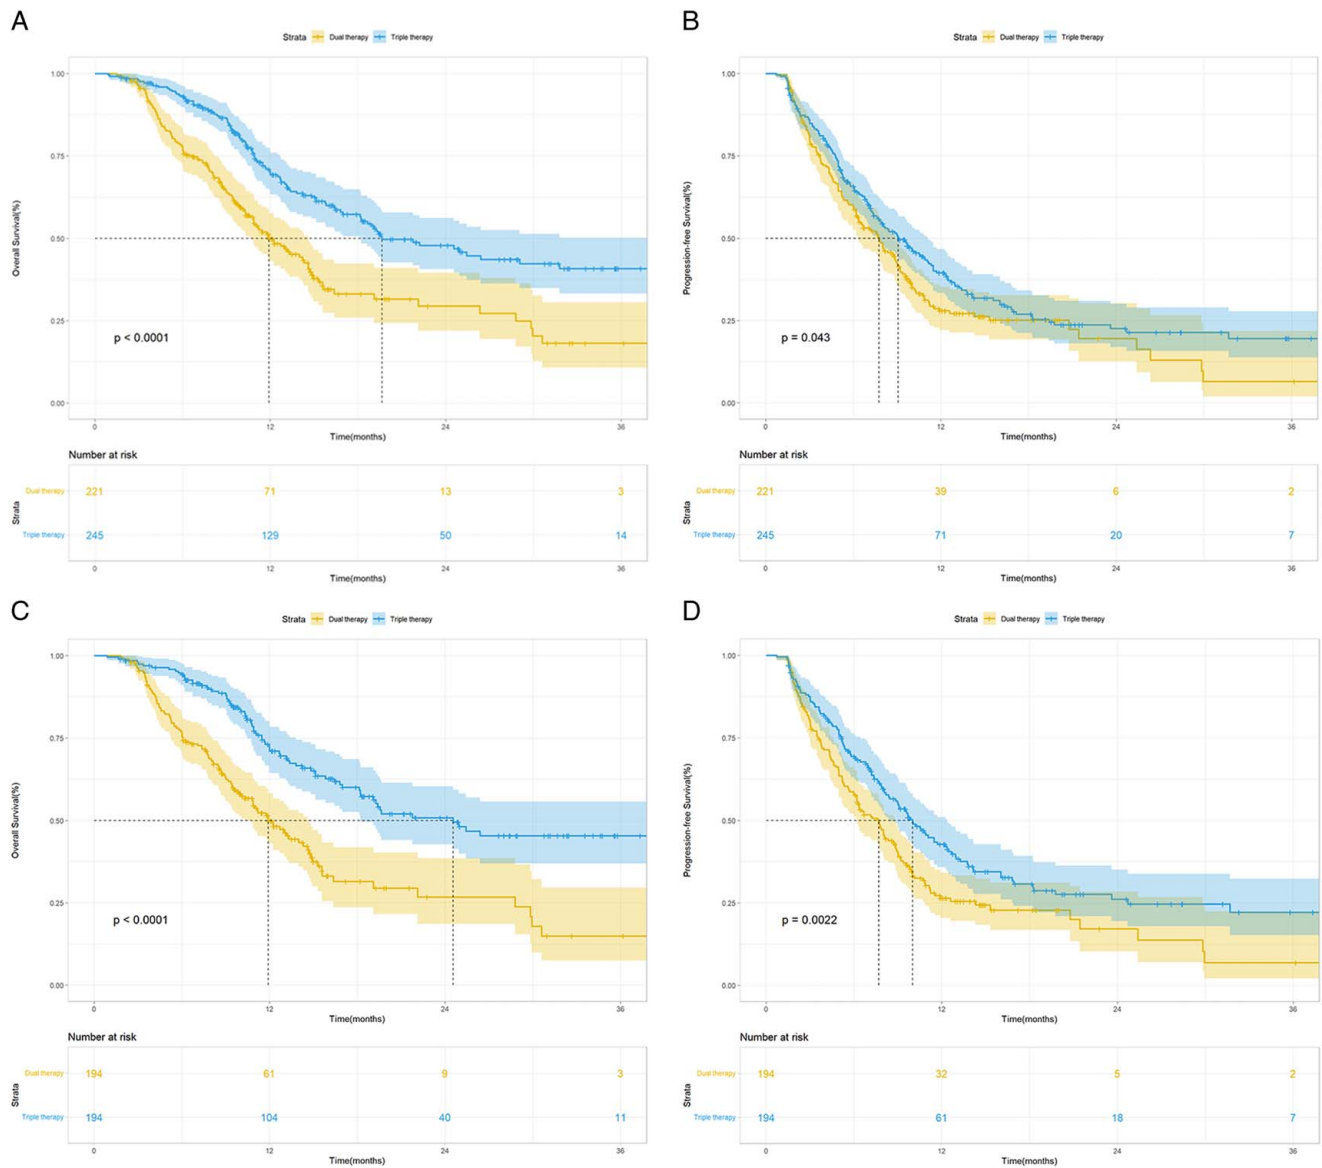 A
Strata Dual therapy Triple therapy
Overall Survival(%)
1.00
0.75
0.50
0.25
0.00
p < 0.0001
0 12 24 36
Time(months)
Number at risk
Strata
Dual therapy 221 71 13 3
Triple therapy 245 129 50 14
0 12 24 36
Time(months)
B
Strata Dual therapy Triple therapy
Progression-free Survival(%)
1.00
0.75
0.50
0.25
0.00
p = 0.043
0 12 24 36
Time(months)
Number at risk
Strata
Dual therapy 221 39 6 2
Triple therapy 245 71 20 7
0 12 24 36
Time(months)
C
Strata Dual therapy Triple therapy
Overall Survival(%)
1.00
0.75
0.50
0.25
0.00
p < 0.0001
0 12 24 36
Time(months)
Number at risk
Strata
Dual therapy 194 61 9 3
Triple therapy 194 104 40 11
0 12 24 36
Time(months)
D
Strata Dual therapy Triple therapy
Progression-free Survival(%)
1.00
0.75
0.50
0.25
0.00
p = 0.0022
0 12 24 36
Time(months)
Number at risk
Strata
Dual therapy 194 32 5 2
Triple therapy 194 61 18 7
0 12 24 36
Time(months)